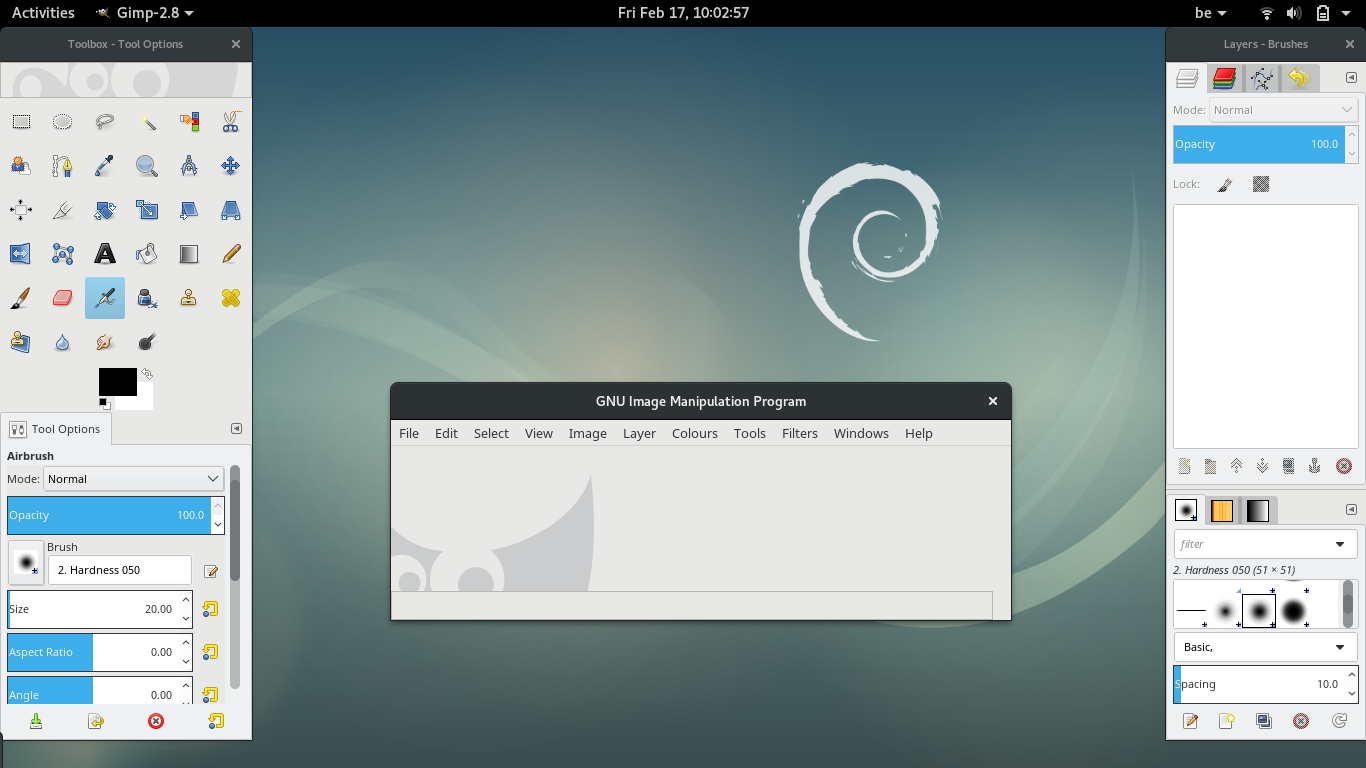 Activities Gimp-2.8 Fri Feb 17, 10:02:57 be
Toolbox - Tool Options
Tool Options
Airbrush
Mode: Normal
Opacity 100.0
Brush
2. Hardness 050
Size 20.00
Aspect Ratio 0.00
Angle 0.00
GNU Image Manipulation Program
File Edit Select View Image Layer Colours Tools Filters Windows Help
Layers - Brushes
Mode: Normal
Opacity 100.0
Lock:
filter
2. Hardness 050 (51 × 51)
Basic,
Spacing 10.0